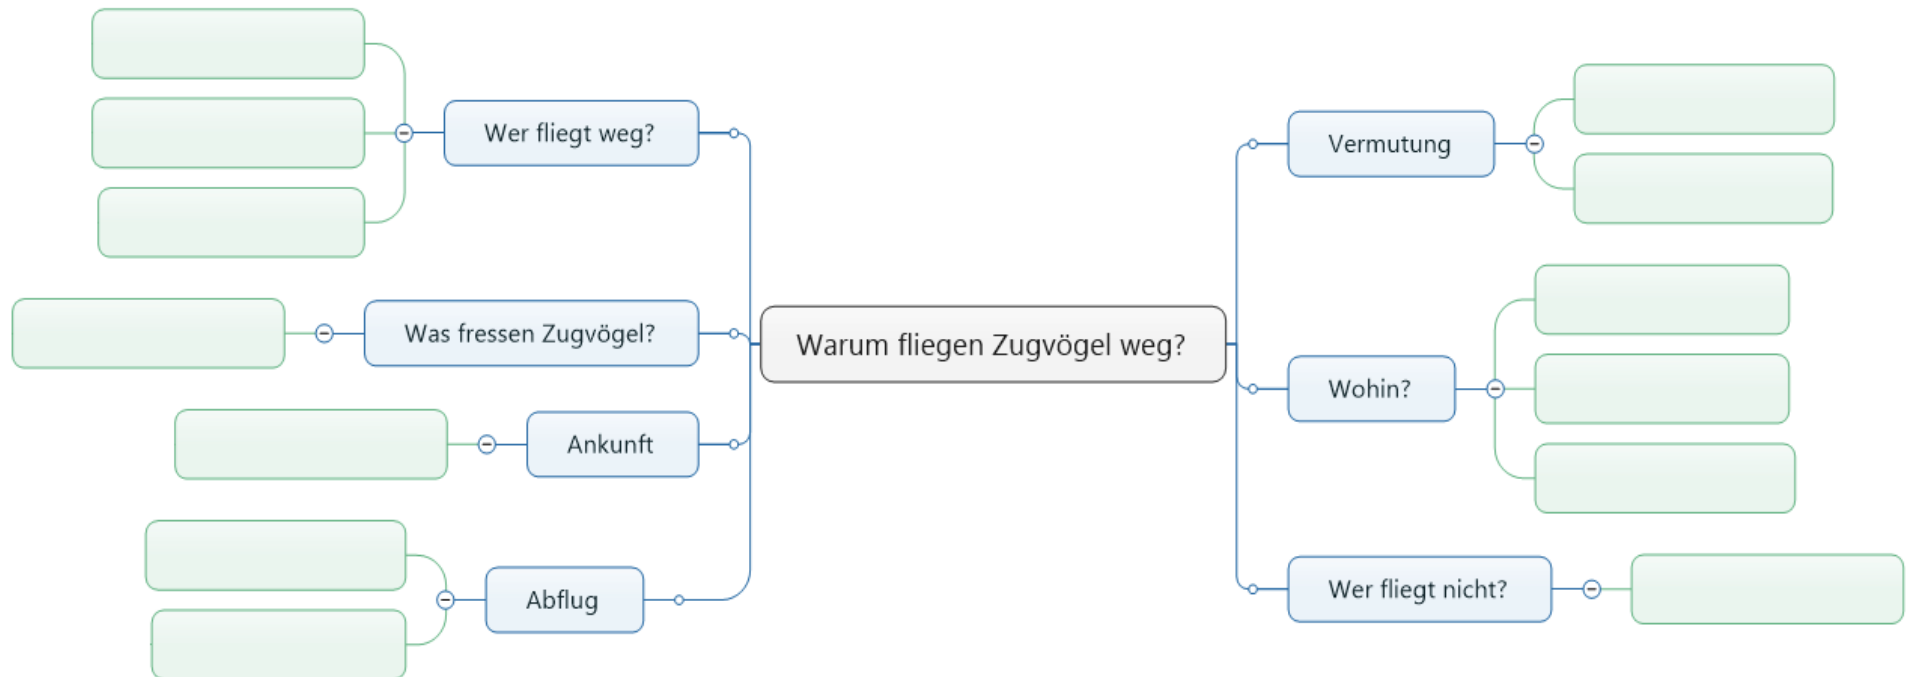 Wer fliegt weg?
Was fressen Zugvögel?
Ankunft
Abflug
Warum fliegen Zugvögel weg?
Vermutung
Wohin?
Wer fliegt nicht?